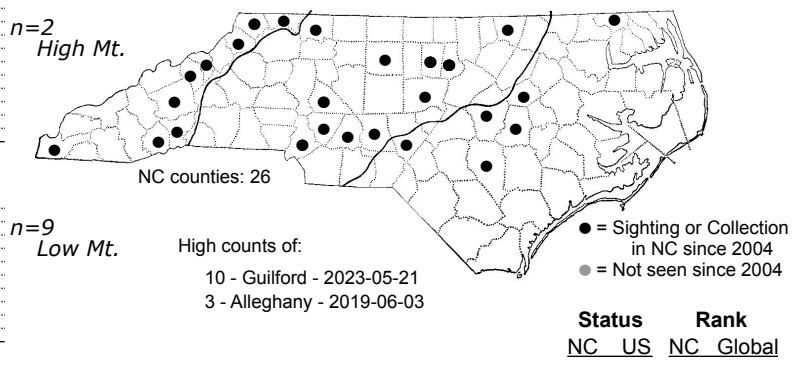 n=2
High Mt.
NC counties: 26
n=9
Low Mt.
High counts of:
10 - Guilford - 2023-05-21
3 - Alleghany - 2019-06-03
● = Sighting or Collection
in NC since 2004
● = Not seen since 2004
Status Rank
NC US NC Global